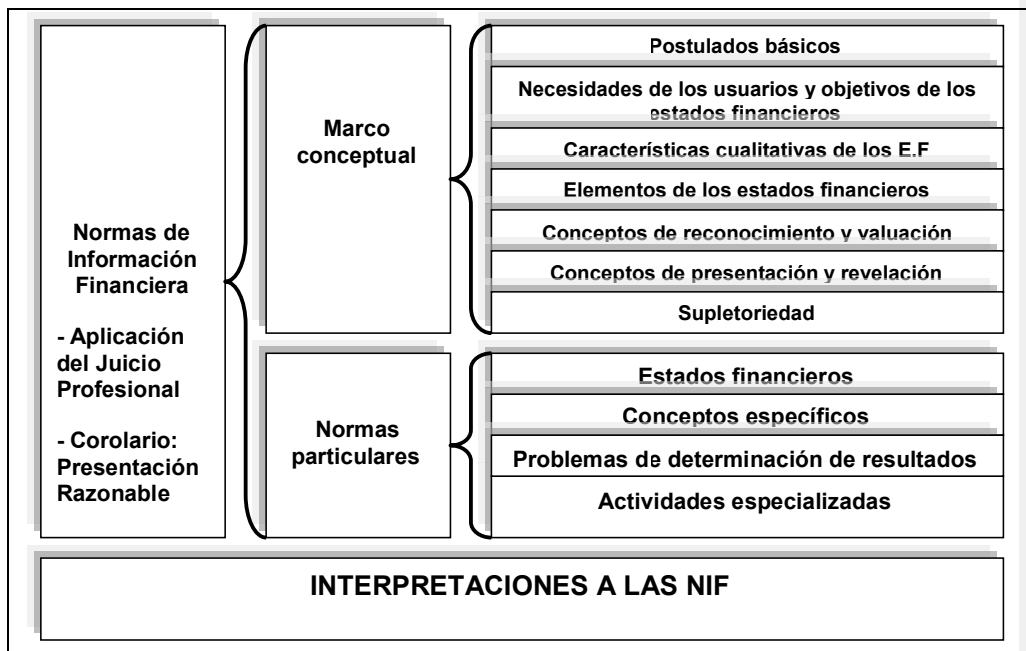 Normas de
Información
Financiera
- Aplicación
del Juicio
Profesional
- Corolario:
Presentación
Razonable
Marco
conceptual
Postulados básicos
Necesidades de los usuarios y objetivos de los
estados financieros
Características cualitativas de los E.F
Elementos de los estados financieros
Conceptos de reconocimiento y valuación
Conceptos de presentación y revelación
Supletoriedad
Normas
particulares
Estados financieros
Conceptos específicos
Problemas de determinación de resultados
Actividades especializadas
INTERPRETACIONES A LAS NIF